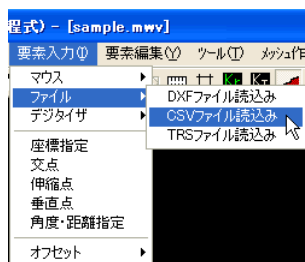 程式) - [sample.mwv]
要素入力(I) 要素編集(Y) ツール(T) メッシュ作
マウス
ファイル
デジタイザ
DXFファイル読込み
CSVファイル読込み
TRSファイル読込み
座標指定
交点
伸縮点
垂直点
角度・距離指定
オフセット